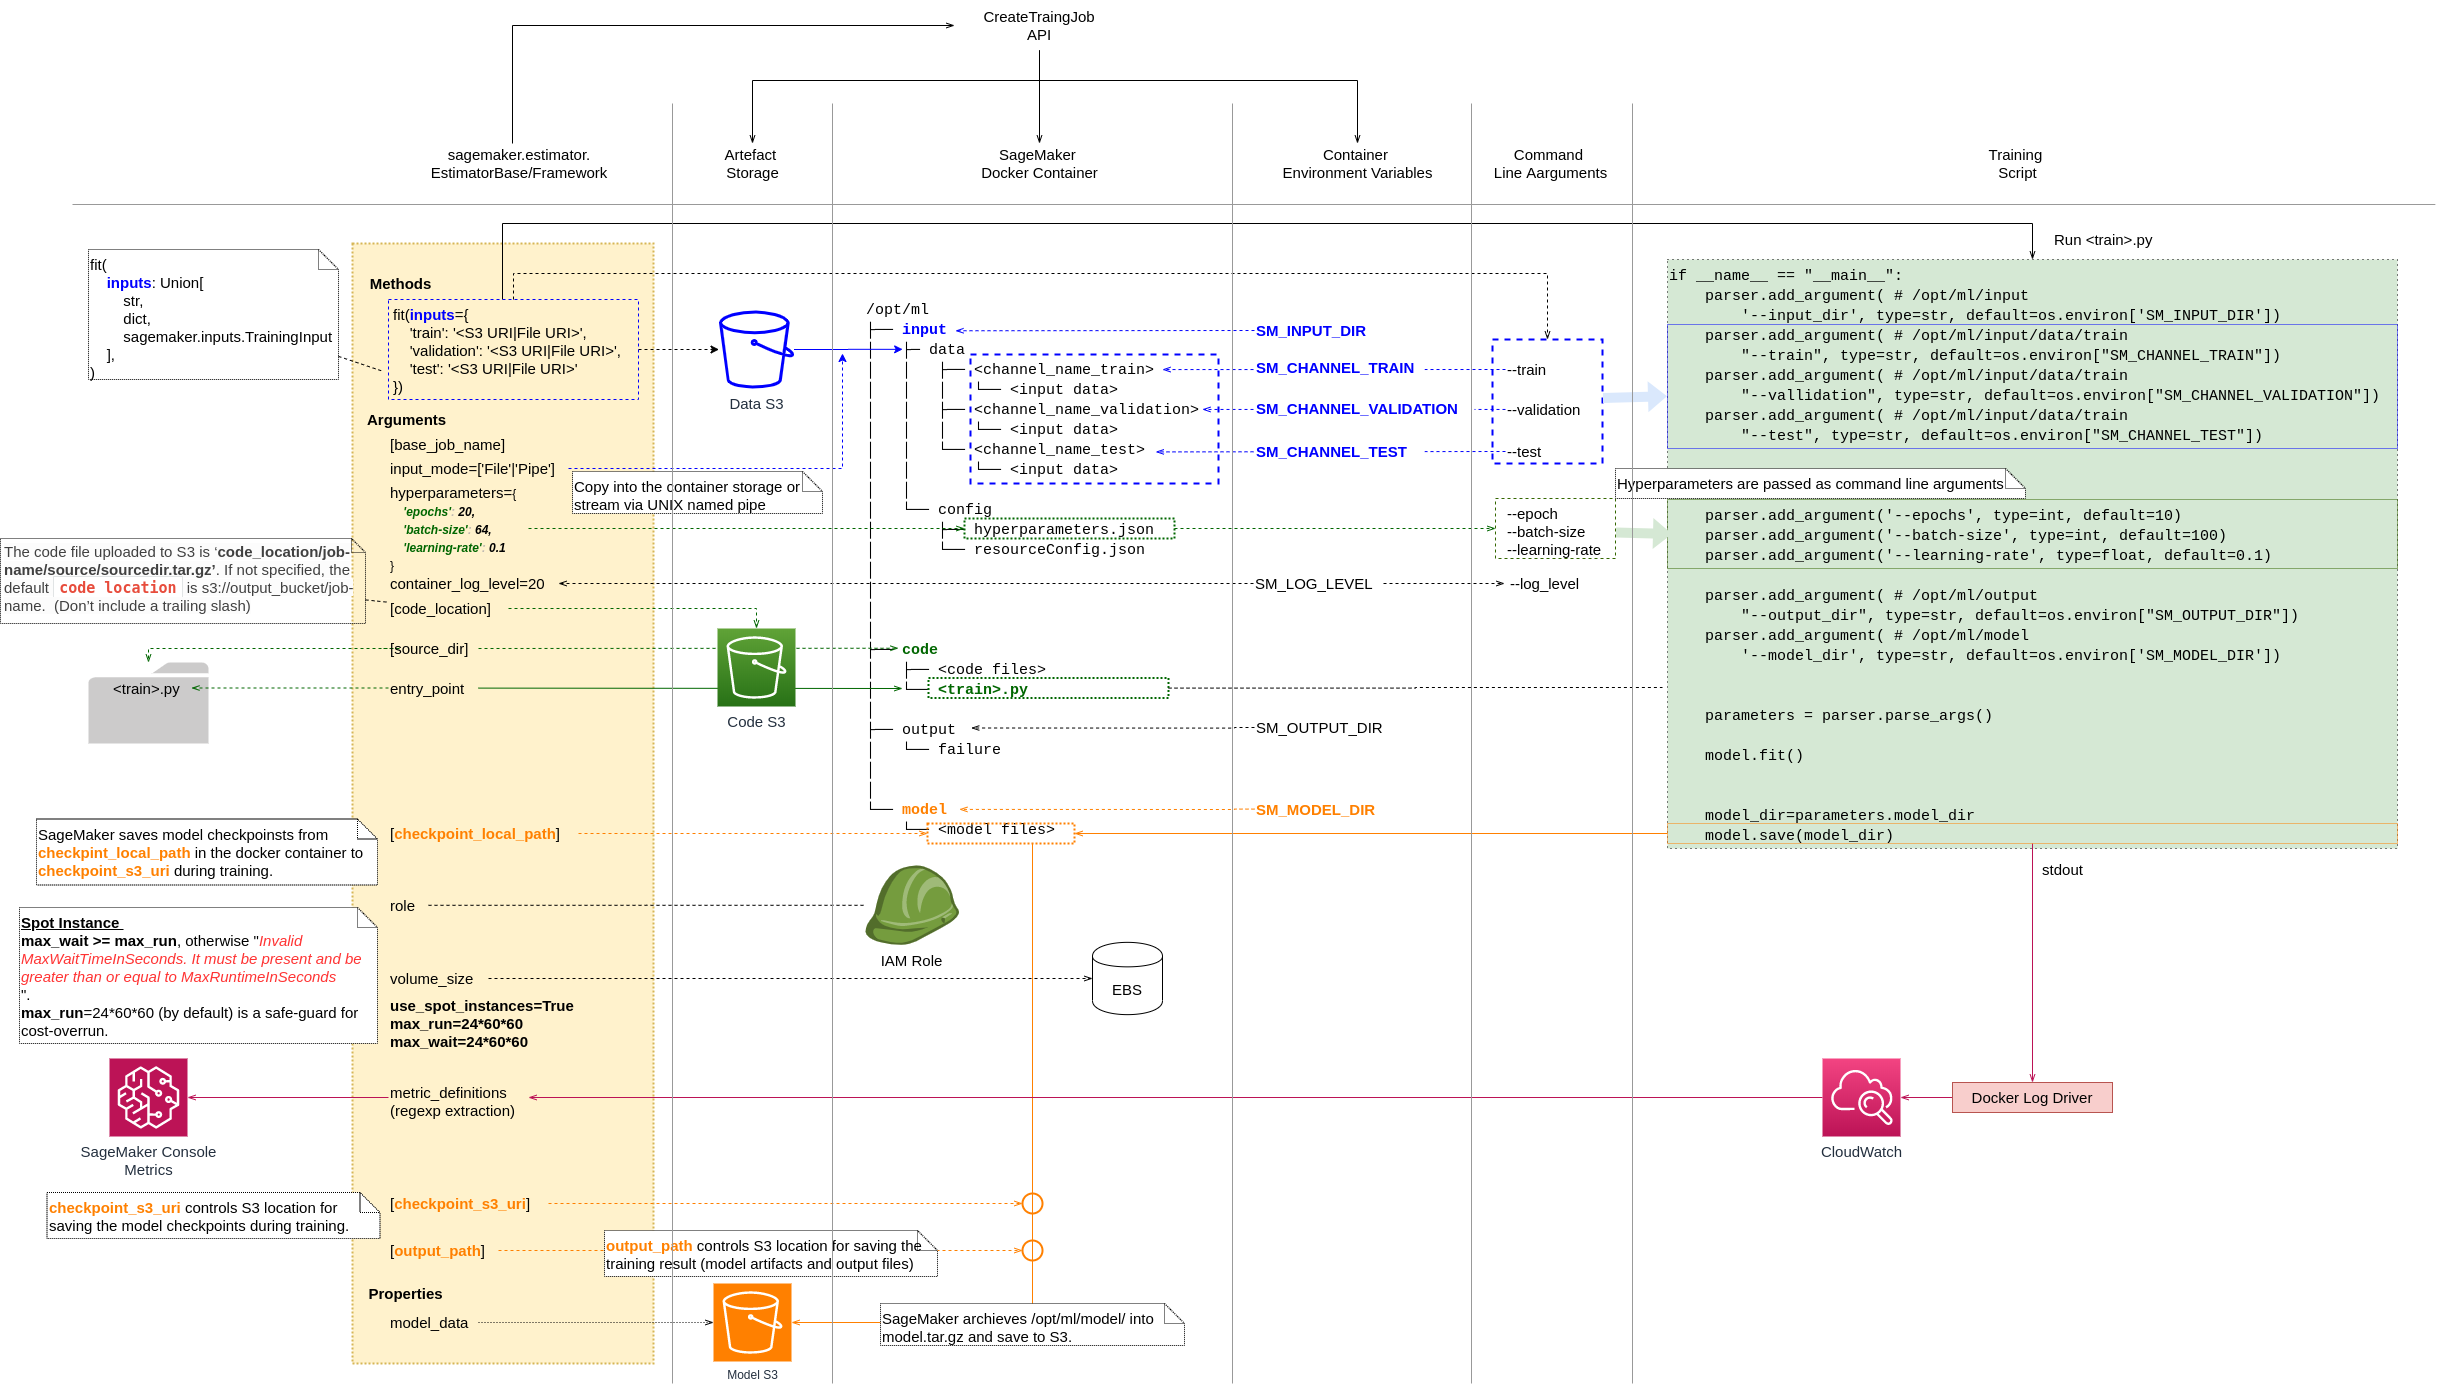 CreateTraingJob
API
sagemaker.estimator.
EstimatorBase/Framework
Artefact
Storage
SageMaker
Docker Container
Container
Environment Variables
Command
Line Aarguments
Training
Script
fit(
inputs: Union[
str,
dict,
sagemaker.inputs.TrainingInput
],
)
Methods
fit(inputs={
'train': '<S3 URI|File URI>',
'validation': '<S3 URI|File URI>',
'test': '<S3 URI|File URI>'
})
Arguments
[base_job_name]
input_mode=['File'|'Pipe']
hyperparameters={
'epochs': 20,
'batch-size': 64,
'learning-rate': 0.1
}
container_log_level=20
[code_location]
[source_dir]
entry_point
[checkpoint_local_path]
role
volume_size
use_spot_instances=True
max_run=24*60*60
max_wait=24*60*60
metric_definitions
(regexp extraction)
[checkpoint_s3_uri]
[output_path]
Properties
model_data
The code file uploaded to S3 is ‘code_location/job-
name/source/sourcedir.tar.gz’. If not specified, the
default code location is s3://output_bucket/job-
name.  (Don’t include a trailing slash)
<train>.py
SageMaker saves model checkpoinsts from
checkpint_local_path in the docker container to
checkpoint_s3_uri during training.
Spot Instance
max_wait >= max_run, otherwise "Invalid
MaxWaitTimeInSeconds. It must be present and be
greater than or equal to MaxRuntimeInSeconds
".
max_run=24*60*60 (by default) is a safe-guard for
cost-overrun.
SageMaker Console
Metrics
checkpoint_s3_uri controls S3 location for
saving the model checkpoints during training.
Data S3
Copy into the container storage or
stream via UNIX named pipe
Code S3
output_path controls S3 location for saving the
training result (model artifacts and output files)
Model S3
/opt/ml
├── input
├─ data
├── <channel_name_train>
└── <input data>
├── <channel_name_validation>
└── <input data>
└── <channel_name_test>
└── <input data>
└── config
├── hyperparameters.json
└── resourceConfig.json
├── code
├── <code files>
└── <train>.py
├── output
└── failure
└── model
└── <model files>
IAM Role
EBS
SageMaker archieves /opt/ml/model/ into
model.tar.gz and save to S3.
SM_INPUT_DIR
SM_CHANNEL_TRAIN
SM_CHANNEL_VALIDATION
SM_CHANNEL_TEST
SM_LOG_LEVEL
SM_OUTPUT_DIR
SM_MODEL_DIR
--train
--validation
--test
--epoch
--batch-size
--learning-rate
--log_level
Run <train>.py
if __name__ == "__main__":
parser.add_argument( # /opt/ml/input
'--input_dir', type=str, default=os.environ['SM_INPUT_DIR'])
parser.add_argument( # /opt/ml/input/data/train
"--train", type=str, default=os.environ["SM_CHANNEL_TRAIN"])
parser.add_argument( # /opt/ml/input/data/train
"--vallidation", type=str, default=os.environ["SM_CHANNEL_VALIDATION"])
parser.add_argument( # /opt/ml/input/data/train
"--test", type=str, default=os.environ["SM_CHANNEL_TEST"])
Hyperparameters are passed as command line arguments
parser.add_argument('--epochs', type=int, default=10)
parser.add_argument('--batch-size', type=int, default=100)
parser.add_argument('--learning-rate', type=float, default=0.1)
parser.add_argument( # /opt/ml/output
"--output_dir", type=str, default=os.environ["SM_OUTPUT_DIR"])
parser.add_argument( # /opt/ml/model
'--model_dir', type=str, default=os.environ['SM_MODEL_DIR'])
parameters = parser.parse_args()
model.fit()
model_dir=parameters.model_dir
model.save(model_dir)
stdout
Docker Log Driver
CloudWatch